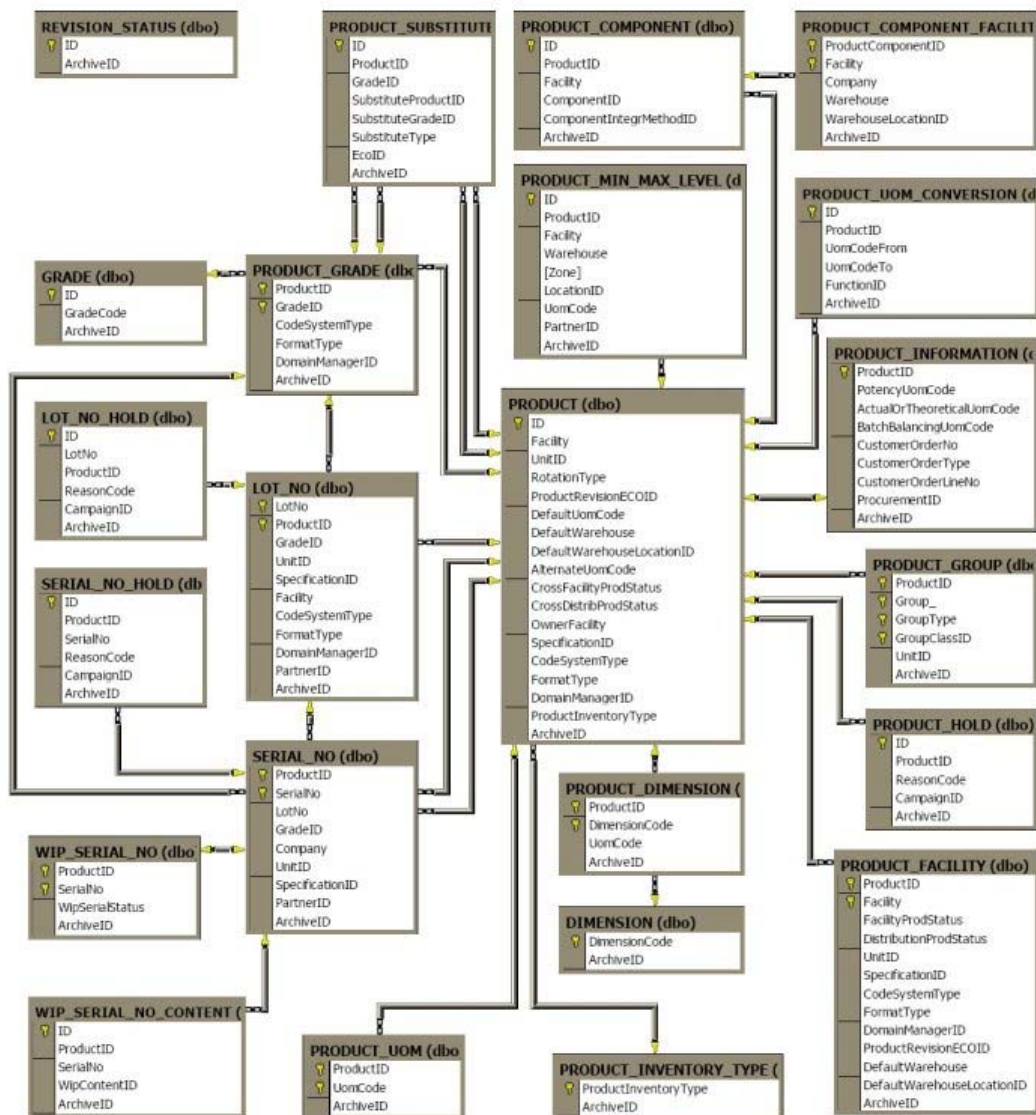 REVISION_STATUS (dbo)
ID
ArchiveID
PRODUCT_SUBSTITUTE
ID
ProductID
GradeID
SubstituteProductID
SubstituteGradeID
SubstituteType
EcoID
ArchiveID
PRODUCT_COMPONENT (dbo)
ID
ProductID
Facility
ComponentID
ComponentIntegrMethodID
ArchiveID
PRODUCT_COMPONENT_FACILIT
ProductComponentID
Facility
Company
Warehouse
WarehouseLocationID
ArchiveID
PRODUCT_MIN_MAX_LEVEL (d
ID
ProductID
Facility
Warehouse
[Zone]
LocationID
UomCode
PartnerID
ArchiveID
PRODUCT_UOM_CONVERSION (d
ID
ProductID
UomCodeFrom
UomCodeTo
FunctionID
ArchiveID
GRADE (dbo)
ID
GradeCode
ArchiveID
PRODUCT_GRADE (dbo
ProductID
GradeID
CodeSystemType
FormatType
DomainManagerID
ArchiveID
PRODUCT_INFORMATION (d
ProductID
PotencyUomCode
ActualOrTheoreticalUomCode
BatchBalancingUomCode
CustomerOrderNo
CustomerOrderType
CustomerOrderLineNo
ProcurementID
ArchiveID
LOT_NO_HOLD (dbo)
ID
LotNo
ProductID
ReasonCode
CampaignID
ArchiveID
LOT_NO (dbo)
LotNo
ProductID
GradeID
UnitID
SpecificationID
Facility
CodeSystemType
FormatType
DomainManagerID
PartnerID
ArchiveID
PRODUCT (dbo)
ID
Facility
UnitID
RotationType
ProductRevisionECOID
DefaultUomCode
DefaultWarehouse
DefaultWarehouseLocationID
AlternateUomCode
CrossFacilityProdStatus
CrossDistribProdStatus
OwnerFacility
SpecificationID
CodeSystemType
FormatType
DomainManagerID
ProductInventoryType
ArchiveID
PRODUCT_GROUP (dbo
ProductID
Group_
GroupType
GroupClassID
UnitID
ArchiveID
SERIAL_NO_HOLD (db
ID
ProductID
SerialNo
ReasonCode
CampaignID
ArchiveID
PRODUCT_HOLD (dbo)
ID
ProductID
ReasonCode
CampaignID
ArchiveID
SERIAL_NO (dbo)
ProductID
SerialNo
LotNo
GradeID
Company
UnitID
SpecificationID
PartnerID
ArchiveID
PRODUCT_DIMENSION (
ProductID
DimensionCode
UomCode
ArchiveID
WIP_SERIAL_NO (dbo
ProductID
SerialNo
WipSerialStatus
ArchiveID
DIMENSION (dbo)
DimensionCode
ArchiveID
PRODUCT_FACILITY (dbo)
ProductID
Facility
FacilityProdStatus
DistributionProdStatus
UnitID
SpecificationID
CodeSystemType
FormatType
DomainManagerID
ProductRevisionECOID
DefaultWarehouse
DefaultWarehouseLocationID
ArchiveID
WIP_SERIAL_NO_CONTENT (
ID
ProductID
SerialNo
WipContentID
ArchiveID
PRODUCT_UOM (dbo
ProductID
UomCode
ArchiveID
PRODUCT_INVENTORY_TYPE (
ProductInventoryType
ArchiveID